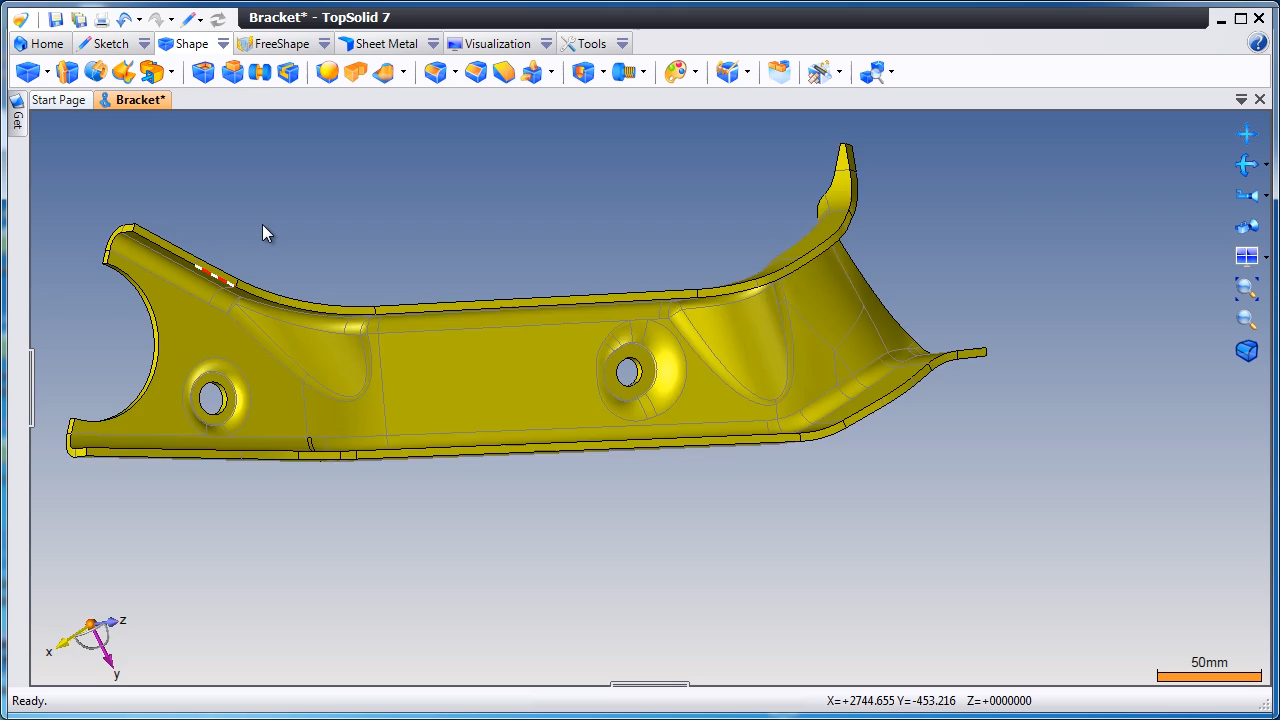 Bracket* - TopSolid 7
Home Sketch Shape FreeShape Sheet Metal Visualization Tools
Start Page Bracket*
Get
z
x
y
50mm
Ready. X=+2744.655 Y=-453.216 Z=+0000000